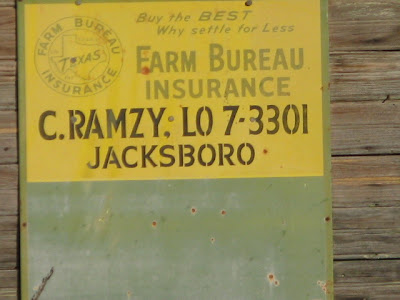 Buy the BEST
Why settle for Less
FARM BUREAU
TEXAS
INSURANCE
FARM BUREAU
INSURANCE
C. RAMZY, LO 7-3301
JACKSBORO